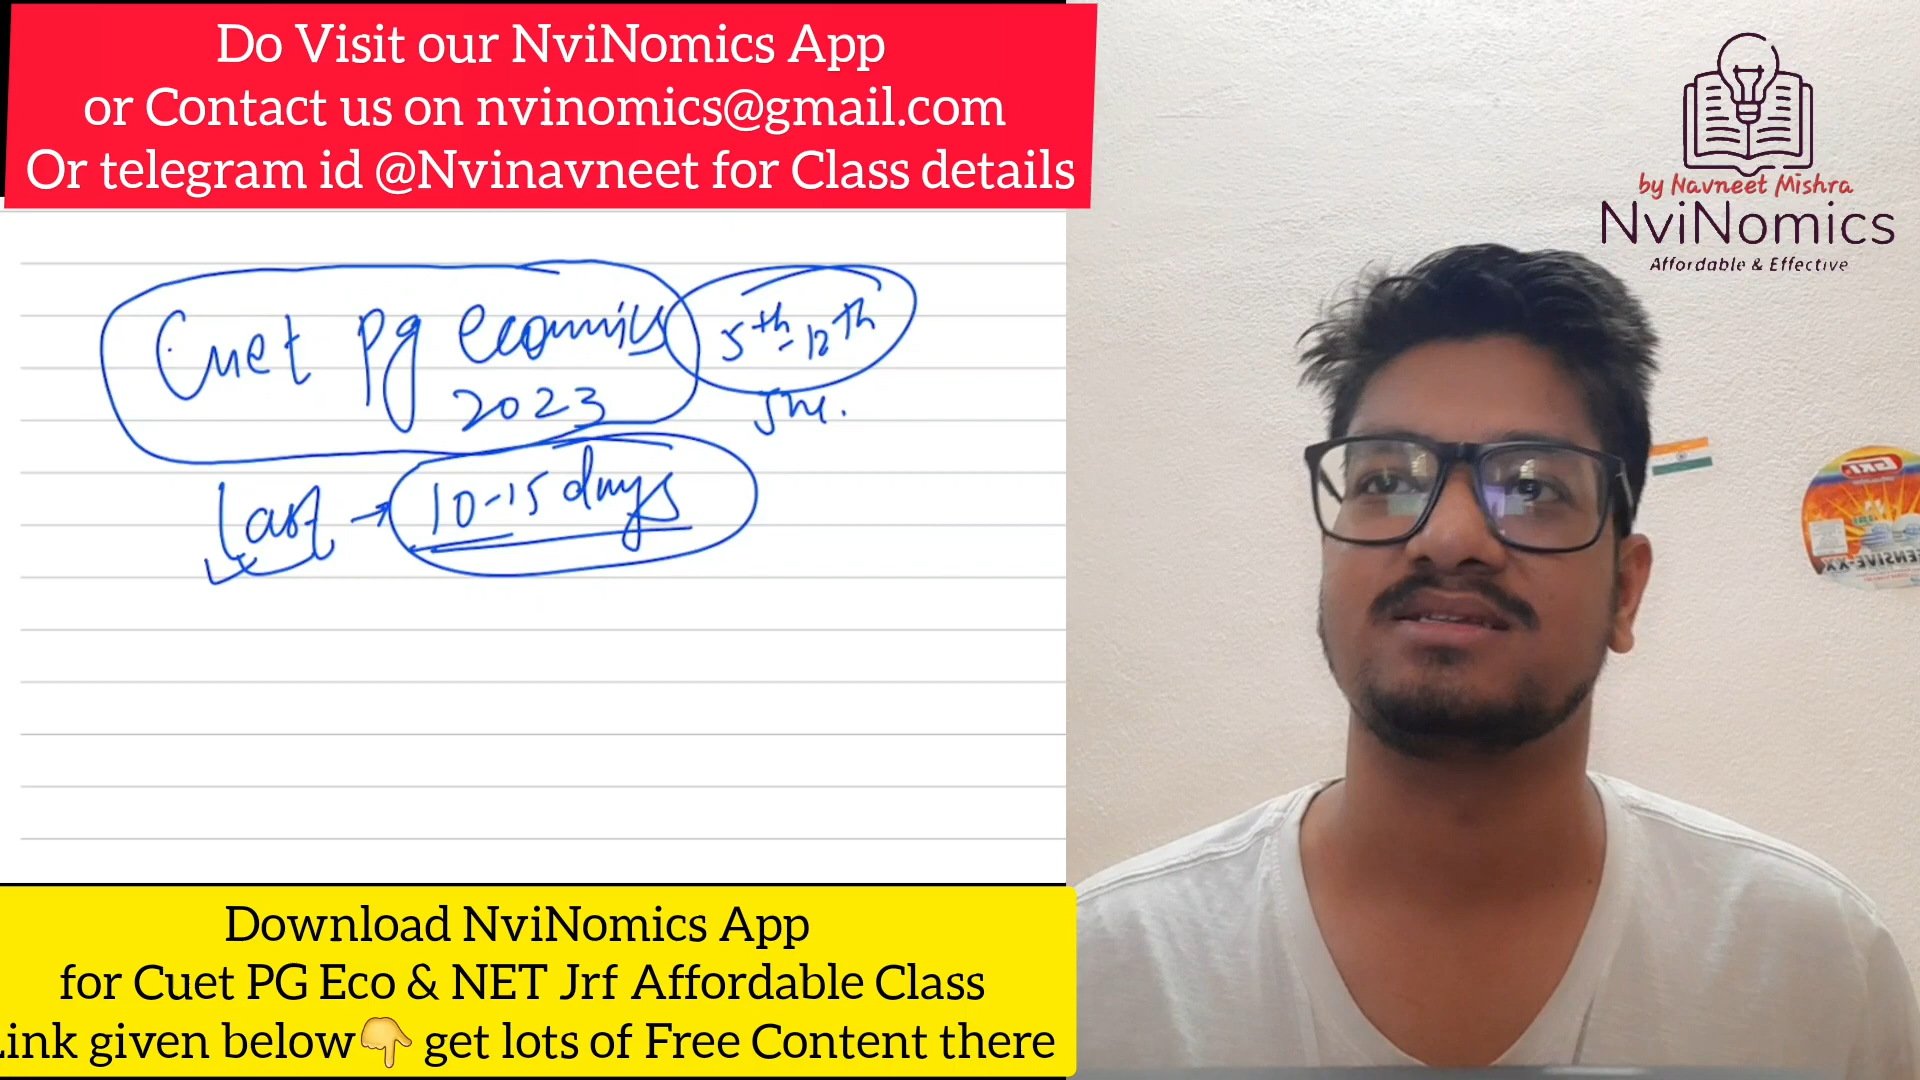 Do Visit our NviNomics App
or Contact us on nvinomics@gmail.com
Or telegram id @Nvinavneet for Class details
by Navneet Mishra
NviNomics
Affordable & Effective
Cuet Pg economics 5th-12th
2023 June.
Last → 10-15 days
Download NviNomics App
for Cuet PG Eco & NET Jrf Affordable Class
Link given below👇 get lots of Free Content there